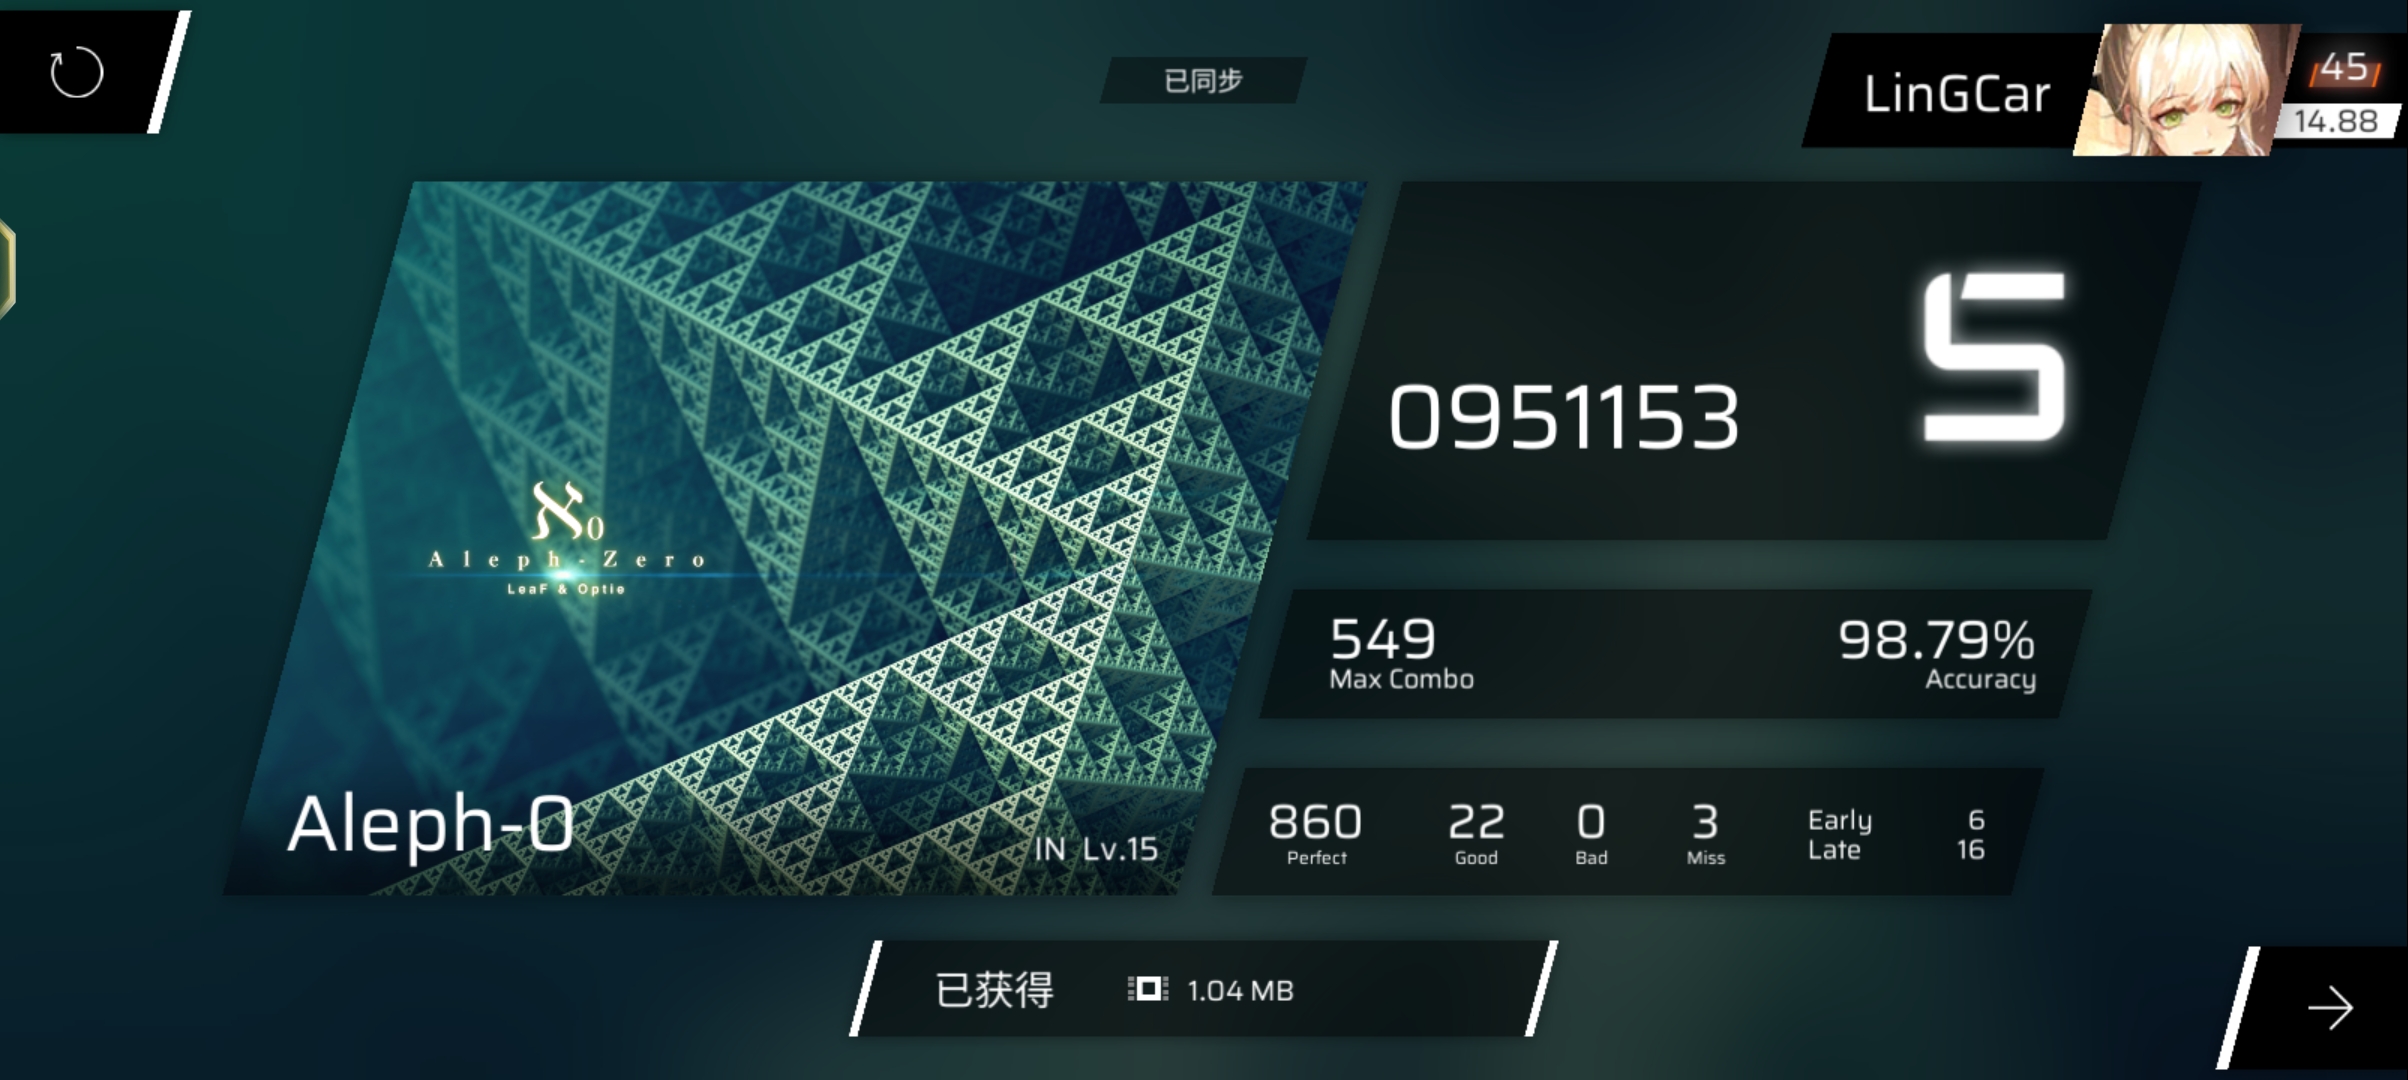 已同步
LinGCar
45
14.88
ℵ0
Aleph-Zero
LeaF & Optie
Aleph-0
IN Lv.15
0951153
S
549
Max Combo
98.79%
Accuracy
860
Perfect
22
Good
0
Bad
3
Miss
Early 6
Late 16
已获得 1.04 MB